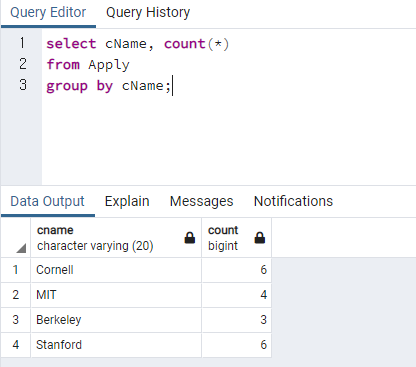 Query Editor Query History
1 select cName, count(*)
2 from Apply
3 group by cName;
Data Output Explain Messages Notifications
cname count
character varying (20) bigint
1 Cornell 6
2 MIT 4
3 Berkeley 3
4 Stanford 6